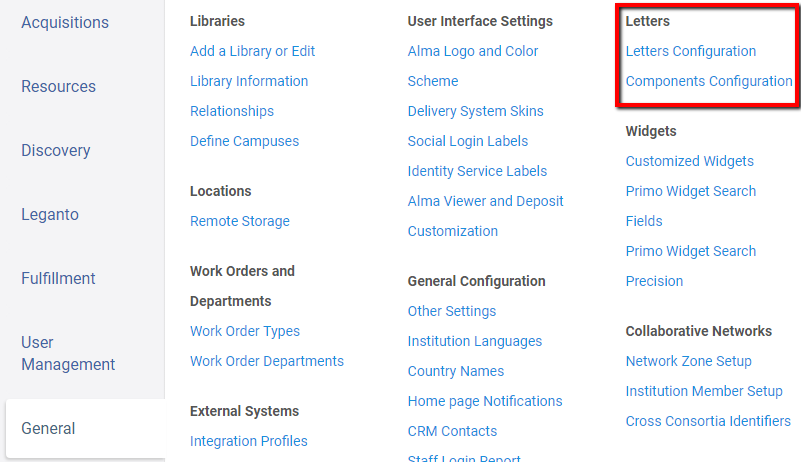 Acquisitions
Resources
Discovery
Leganto
Fulfillment
User
Management
General
Libraries
Add a Library or Edit
Library Information
Relationships
Define Campuses
Locations
Remote Storage
Work Orders and
Departments
Work Order Types
Work Order Departments
External Systems
Integration Profiles
User Interface Settings
Alma Logo and Color
Scheme
Delivery System Skins
Social Login Labels
Identity Service Labels
Alma Viewer and Deposit
Customization
General Configuration
Other Settings
Institution Languages
Country Names
Home page Notifications
CRM Contacts
Staff Login Report
Letters
Letters Configuration
Components Configuration
Widgets
Customized Widgets
Primo Widget Search
Fields
Primo Widget Search
Precision
Collaborative Networks
Network Zone Setup
Institution Member Setup
Cross Consortia Identifiers